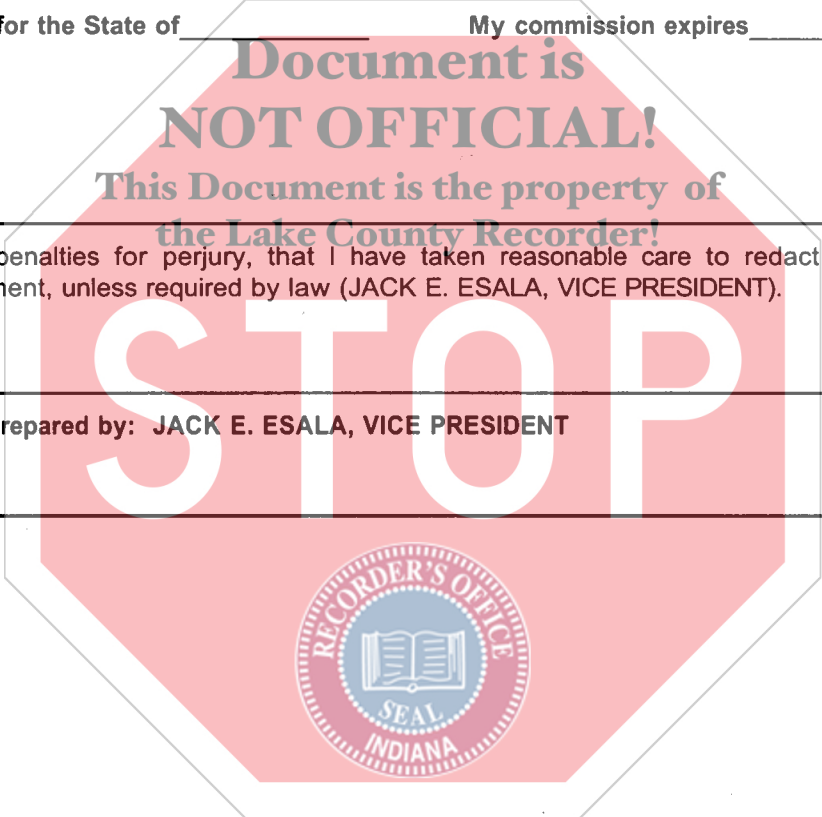 for the State of My commission expires
Document is
NOT OFFICIAL!
This Document is the property of
the Lake County Recorder!
penalties for perjury, that I have taken reasonable care to redact
ent, unless required by law (JACK E. ESALA, VICE PRESIDENT).
STOP
repared by: JACK E. ESALA, VICE PRESIDENT
RECORDER'S OFFICE
SEAL
INDIANA